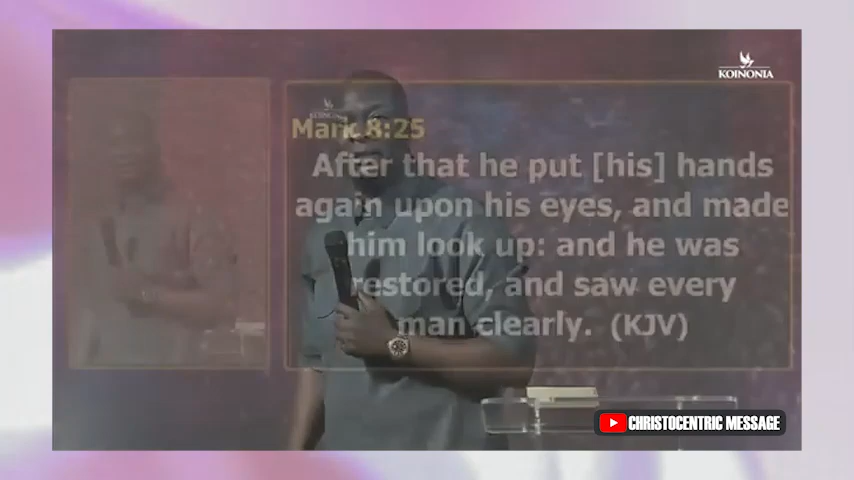 KOINONIA
KOINONIA
Mark 8:25
After that he put [his] hands
again upon his eyes, and made
him look up: and he was
restored, and saw every
man clearly. (KJV)
CHRISTOCENTRIC MESSAGE